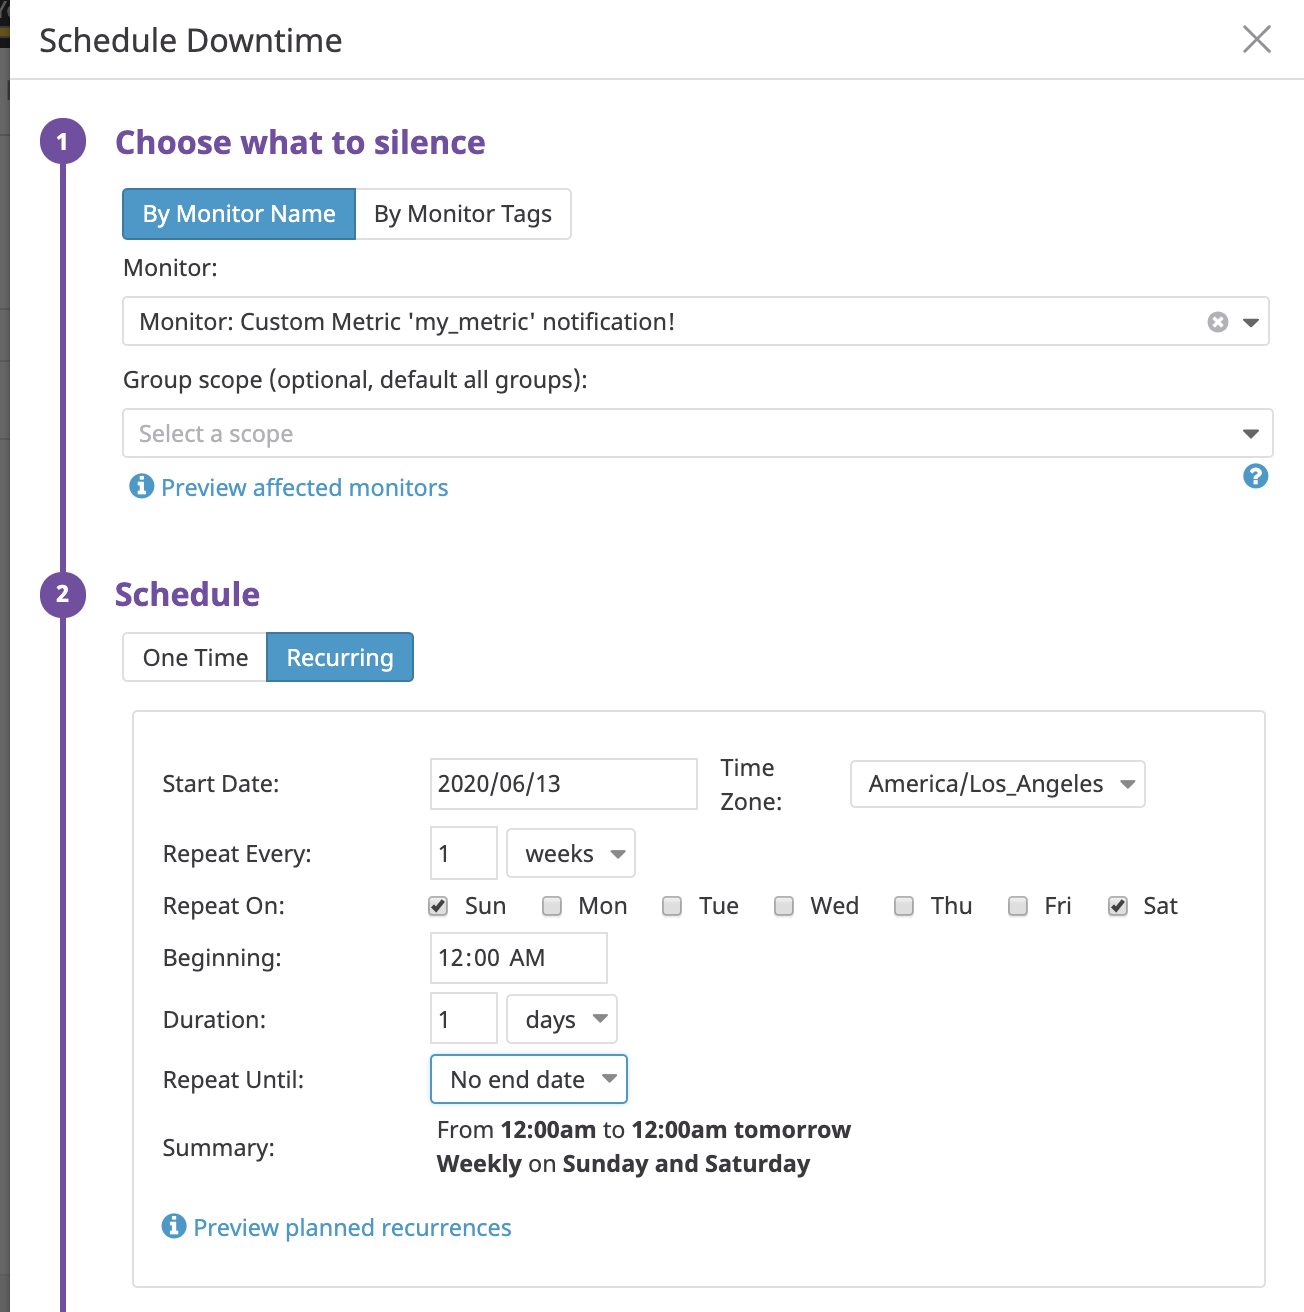 Schedule Downtime
1 Choose what to silence
By Monitor Name By Monitor Tags
Monitor:
Monitor: Custom Metric 'my_metric' notification!
Group scope (optional, default all groups):
Select a scope
Preview affected monitors
2 Schedule
One Time Recurring
Start Date: 2020/06/13 Time Zone: America/Los_Angeles
Repeat Every: 1 weeks
Repeat On: Sun Mon Tue Wed Thu Fri Sat
Beginning: 12:00 AM
Duration: 1 days
Repeat Until: No end date
Summary: From 12:00am to 12:00am tomorrow
Weekly on Sunday and Saturday
Preview planned recurrences